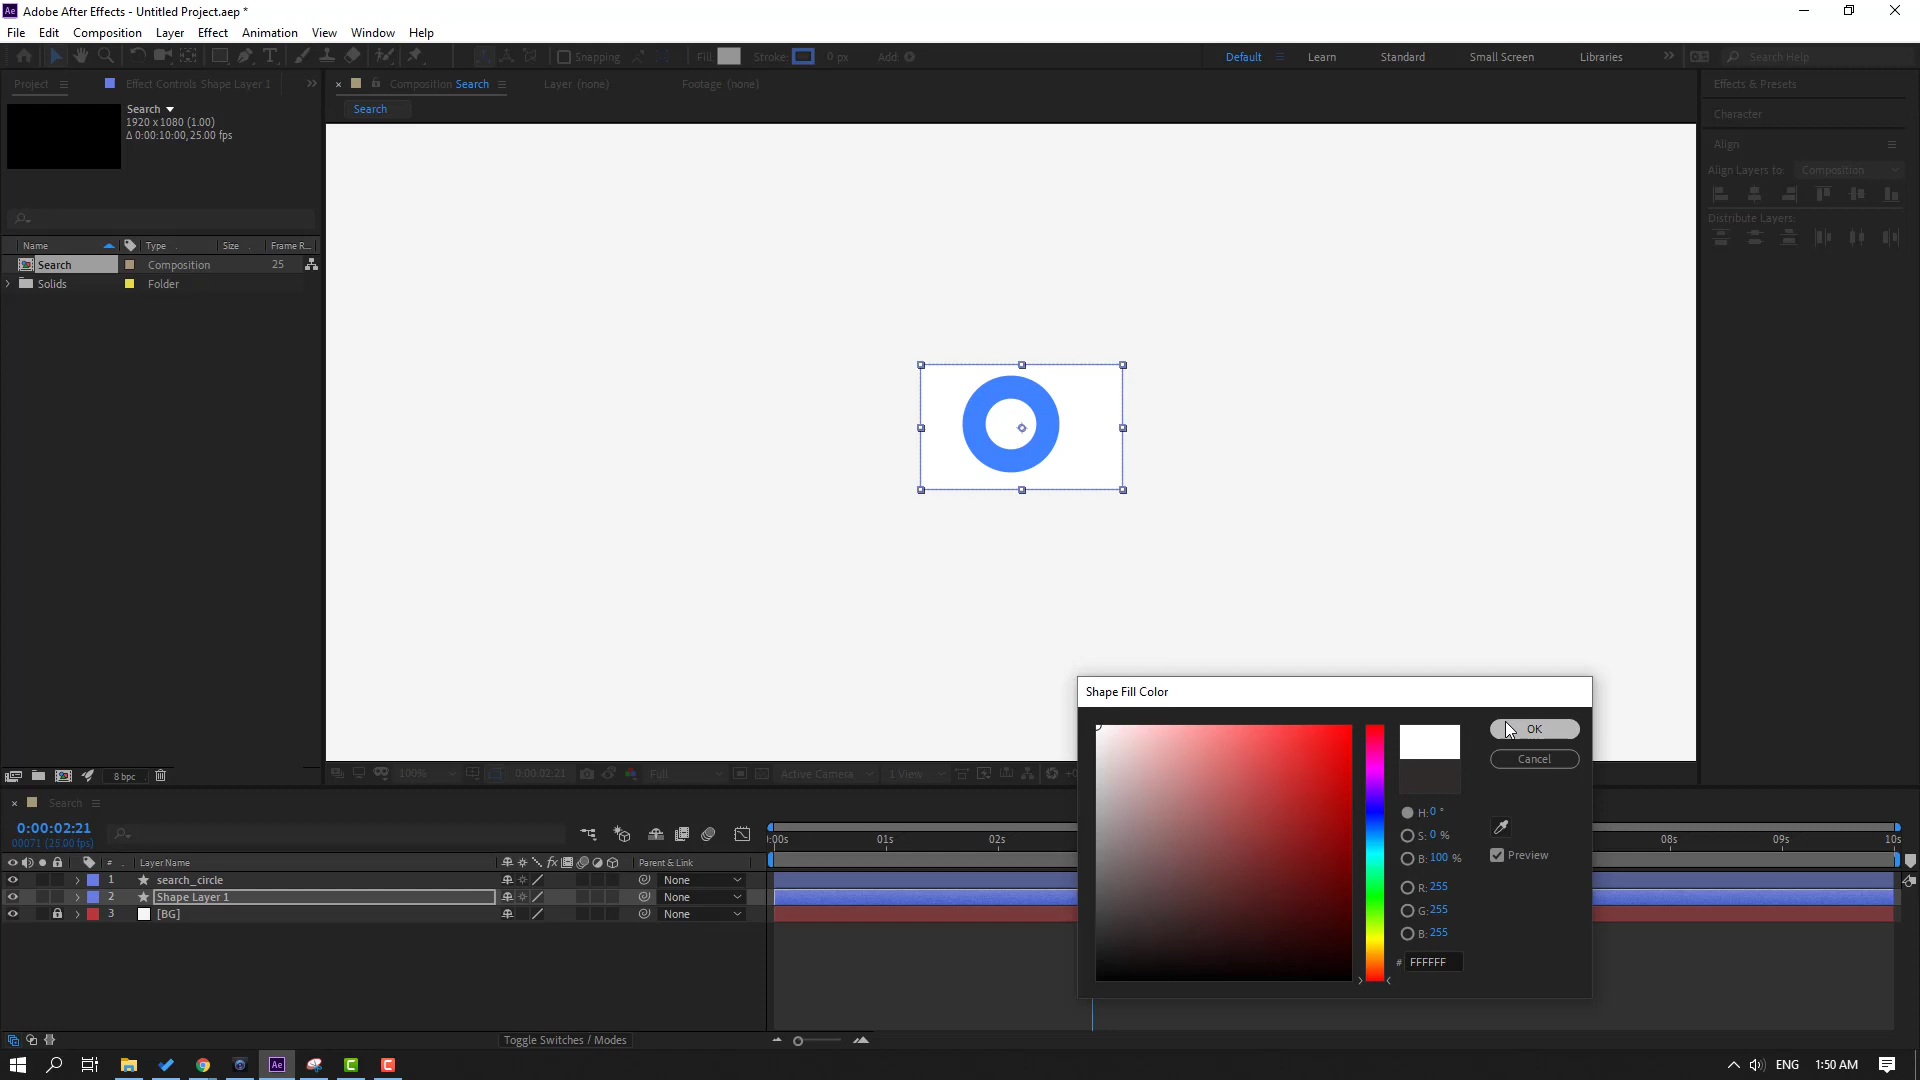 Adobe After Effects - Untitled Project.aep *
File Edit Composition Layer Effect Animation View Window Help
Snapping Fill: Stroke: 0 px Add: Default Learn Standard Small Screen Libraries Search Help
Project Effect Controls Shape Layer 1 Composition Search Layer (none) Footage (none) Effects & Presets
Search
1920 x 1080 (1.00)
Δ 0:00:10:00, 25.00 fps
Search
Character
Align
Align Layers to: Composition
Distribute Layers:
Name Type Size Frame R...
Search Composition 25
Solids Folder
8 bpc
100% 0:00:02:21 Full Active Camera 1 View
Shape Fill Color
OK
Cancel
H: 0 °
S: 0 %
B: 100 %
Preview
R: 255
G: 255
B: 255
# FFFFFF
Search
0:00:02:21
00071 (25.00 fps)
:00s 01s 02s 08s 09s 10s
# Layer Name Parent & Link
1 search_circle None
2 Shape Layer 1 None
3 [BG] None
Toggle Switches / Modes
ENG 1:50 AM